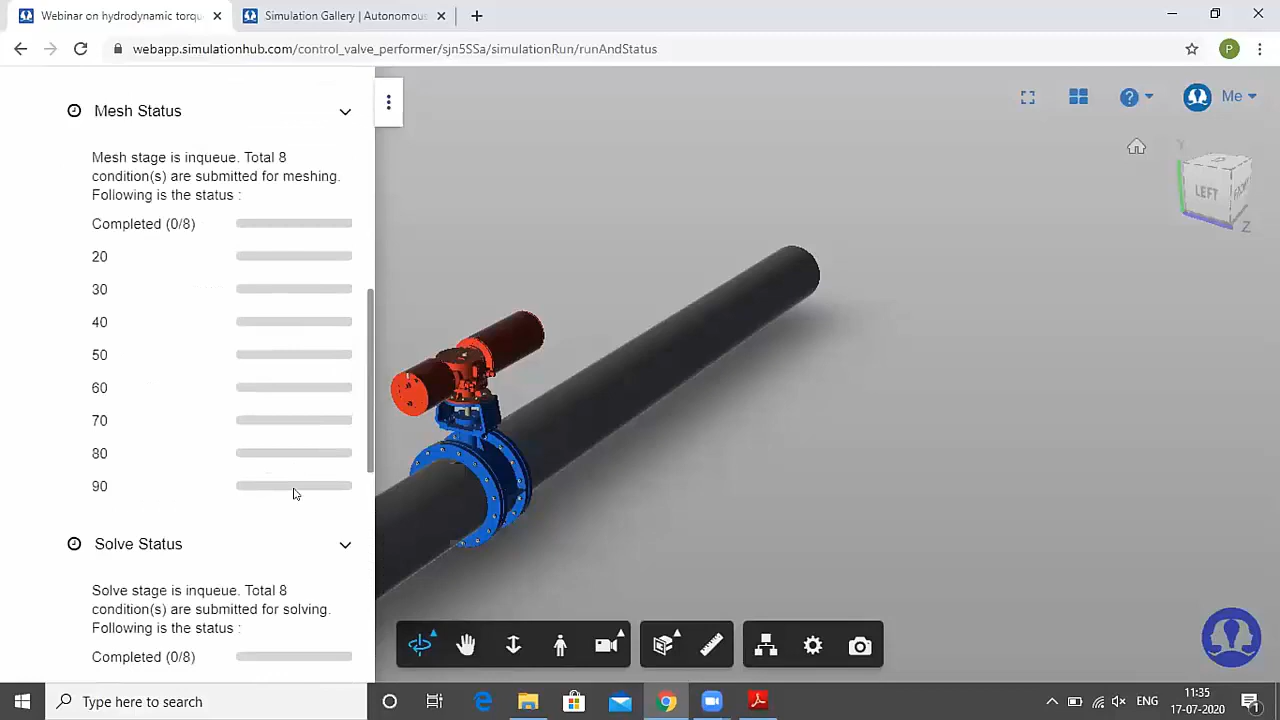 Webinar on hydrodynamic torqu
Simulation Gallery | Autonomous
webapp.simulationhub.com/control_valve_performer/sjn5SSa/simulationRun/runAndStatus
P
Me
Mesh Status
Mesh stage is inqueue. Total 8
condition(s) are submitted for meshing.
Following is the status :
Completed (0/8)
20
30
40
50
60
70
80
90
Solve Status
Solve stage is inqueue. Total 8
condition(s) are submitted for solving.
Following is the status :
Completed (0/8)
Y
LEFT
Z
Type here to search
ENG
11:35
17-07-2020
1